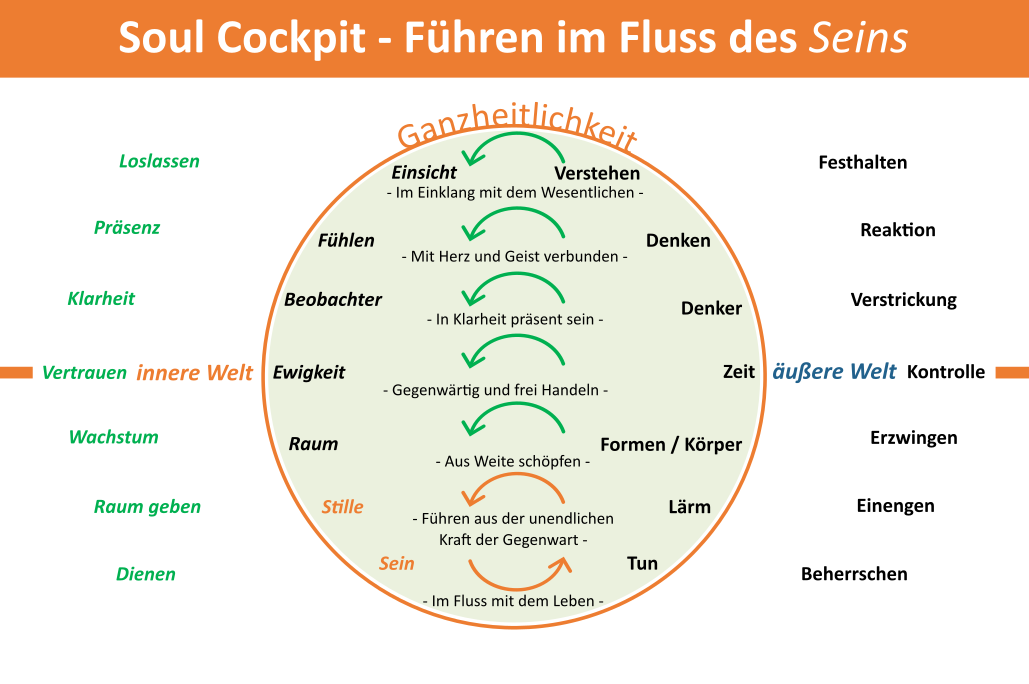 Soul Cockpit - Führen im Fluss des Seins
Ganzheitlichkeit
Loslassen
Einsicht
Verstehen
Festhalten
- Im Einklang mit dem Wesentlichen -
Präsenz
Fühlen
Denken
Reaktion
- Mit Herz und Geist verbunden -
Klarheit
Beobachter
Denker
Verstrickung
- In Klarheit präsent sein -
Vertrauen
innere Welt
Ewigkeit
Zeit
äußere Welt
Kontrolle
- Gegenwärtig und frei Handeln -
Wachstum
Raum
Formen / Körper
Erzwingen
- Aus Weite schöpfen -
Raum geben
Stille
Lärm
Einengen
- Führen aus der unendlichen
Kraft der Gegenwart -
Dienen
Sein
Tun
Beherrschen
- Im Fluss mit dem Leben -